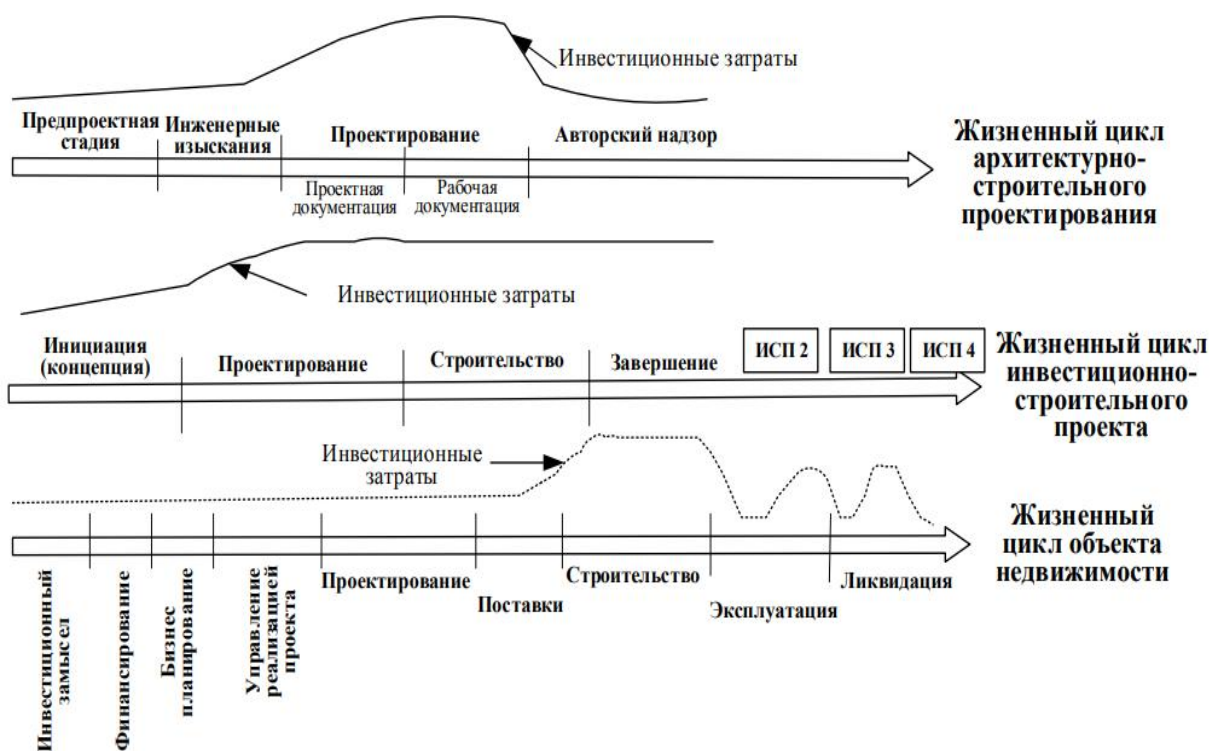 Инвестиционные затраты
Предпроектная
стадия
Инженерные
изыскания
Проектирование
Авторский надзор
Проектная
документация
Рабочая
документация
Жизненный цикл
архитектурно-
строительного
проектирования
Инвестиционные затраты
Инициация
(концепция)
Проектирование
Строительство
Завершение
ИСП 2
ИСП 3
ИСП 4
Жизненный цикл
инвестиционно-
строительного
проекта
Инвестиционные
затраты
Жизненный
цикл объекта
недвижимости
Инвестиционный
замысел
Финансирование
Бизнес
планирование
Управление
реализацией
проекта
Проектирование
Поставки
Строительство
Эксплуатация
Ликвидация